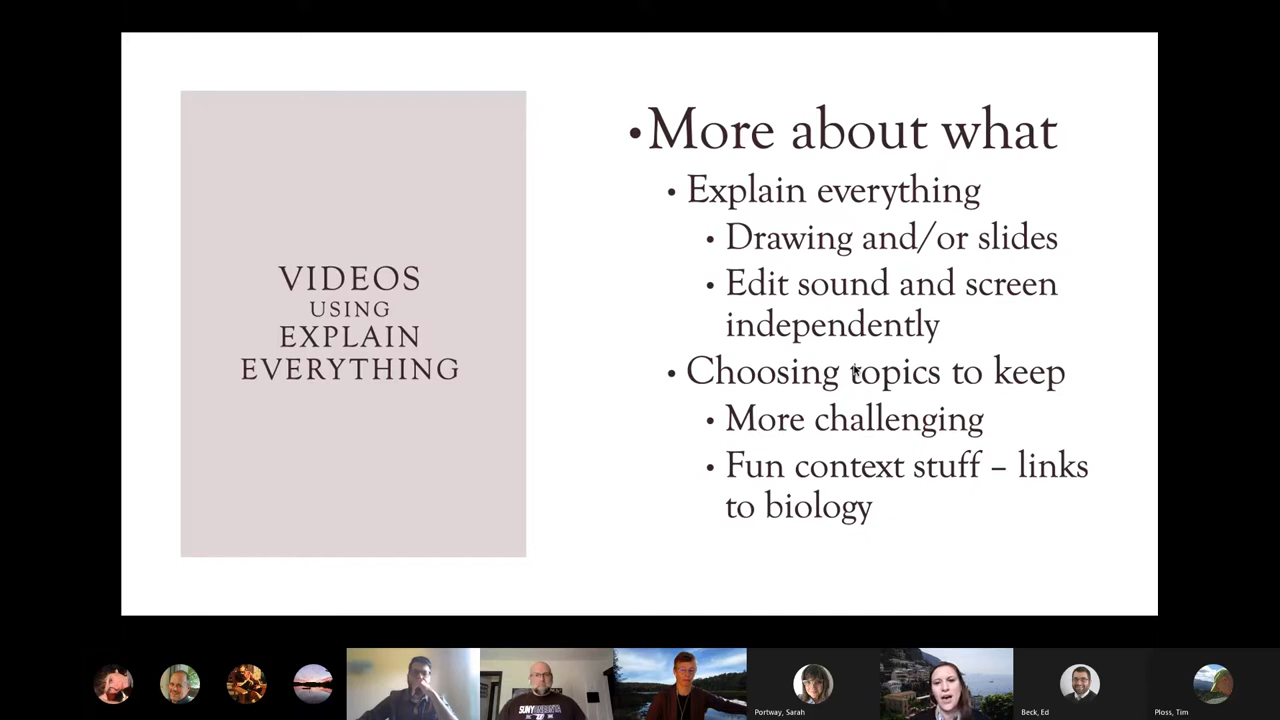 VIDEOS
USING
EXPLAIN
EVERYTHING
•More about what
• Explain everything
• Drawing and/or slides
• Edit sound and screen
independently
• Choosing topics to keep
• More challenging
• Fun context stuff – links
to biology
SUNY
Portway, Sarah
Beck, Ed
Ploss, Tim